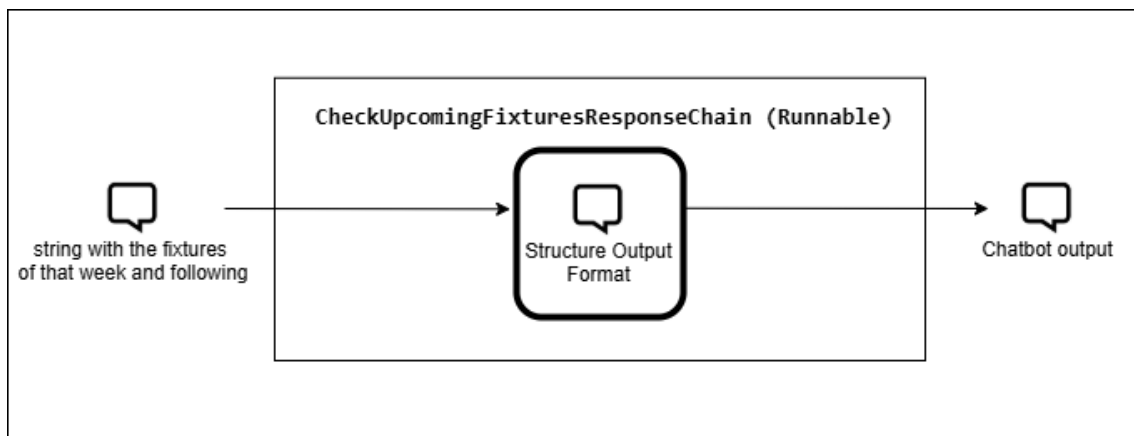 CheckUpcomingFixturesResponseChain (Runnable)
string with the fixtures
of that week and following
Structure Output
Format
Chatbot output